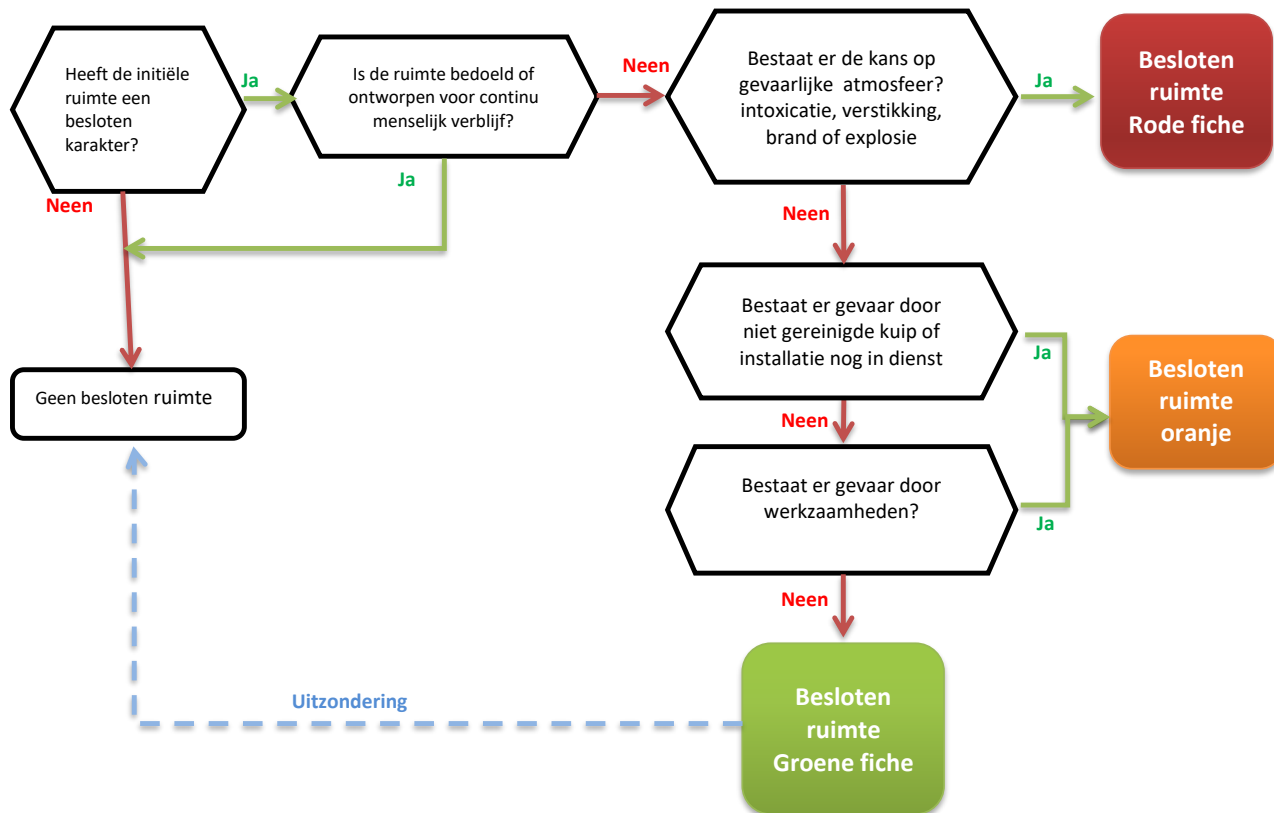 Heeft de initiële
ruimte een
besloten
karakter?
Ja
Is de ruimte bedoeld of
ontworpen voor continu
menselijk verblijf?
Neen
Bestaat er de kans op
gevaarlijke atmosfeer?
intoxicatie, verstikking,
brand of explosie
Ja
Besloten
ruimte
Rode fiche
Neen
Ja
Neen
Bestaat er gevaar door
niet gereinigde kuip of
installatie nog in dienst
Ja
Besloten
ruimte
oranje
Geen besloten ruimte
Neen
Bestaat er gevaar door
werkzaamheden?
Ja
Neen
Uitzondering
Besloten
ruimte
Groene fiche